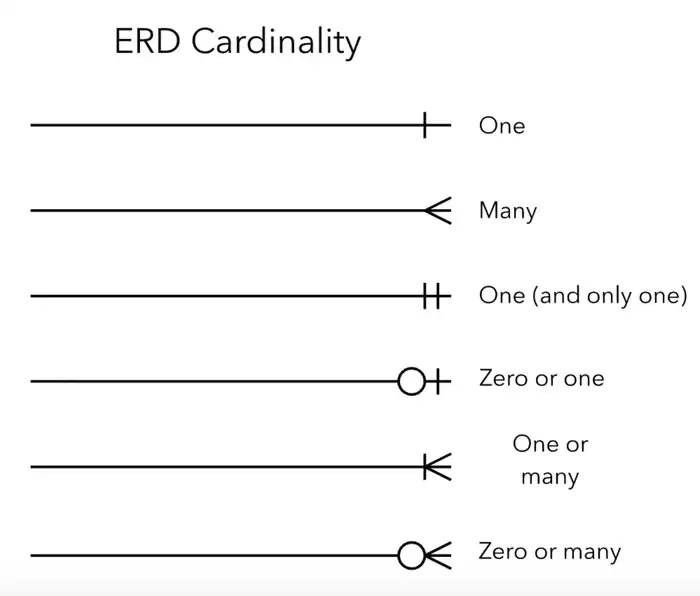 ERD Cardinality
One
Many
One (and only one)
Zero or one
One or
many
Zero or many